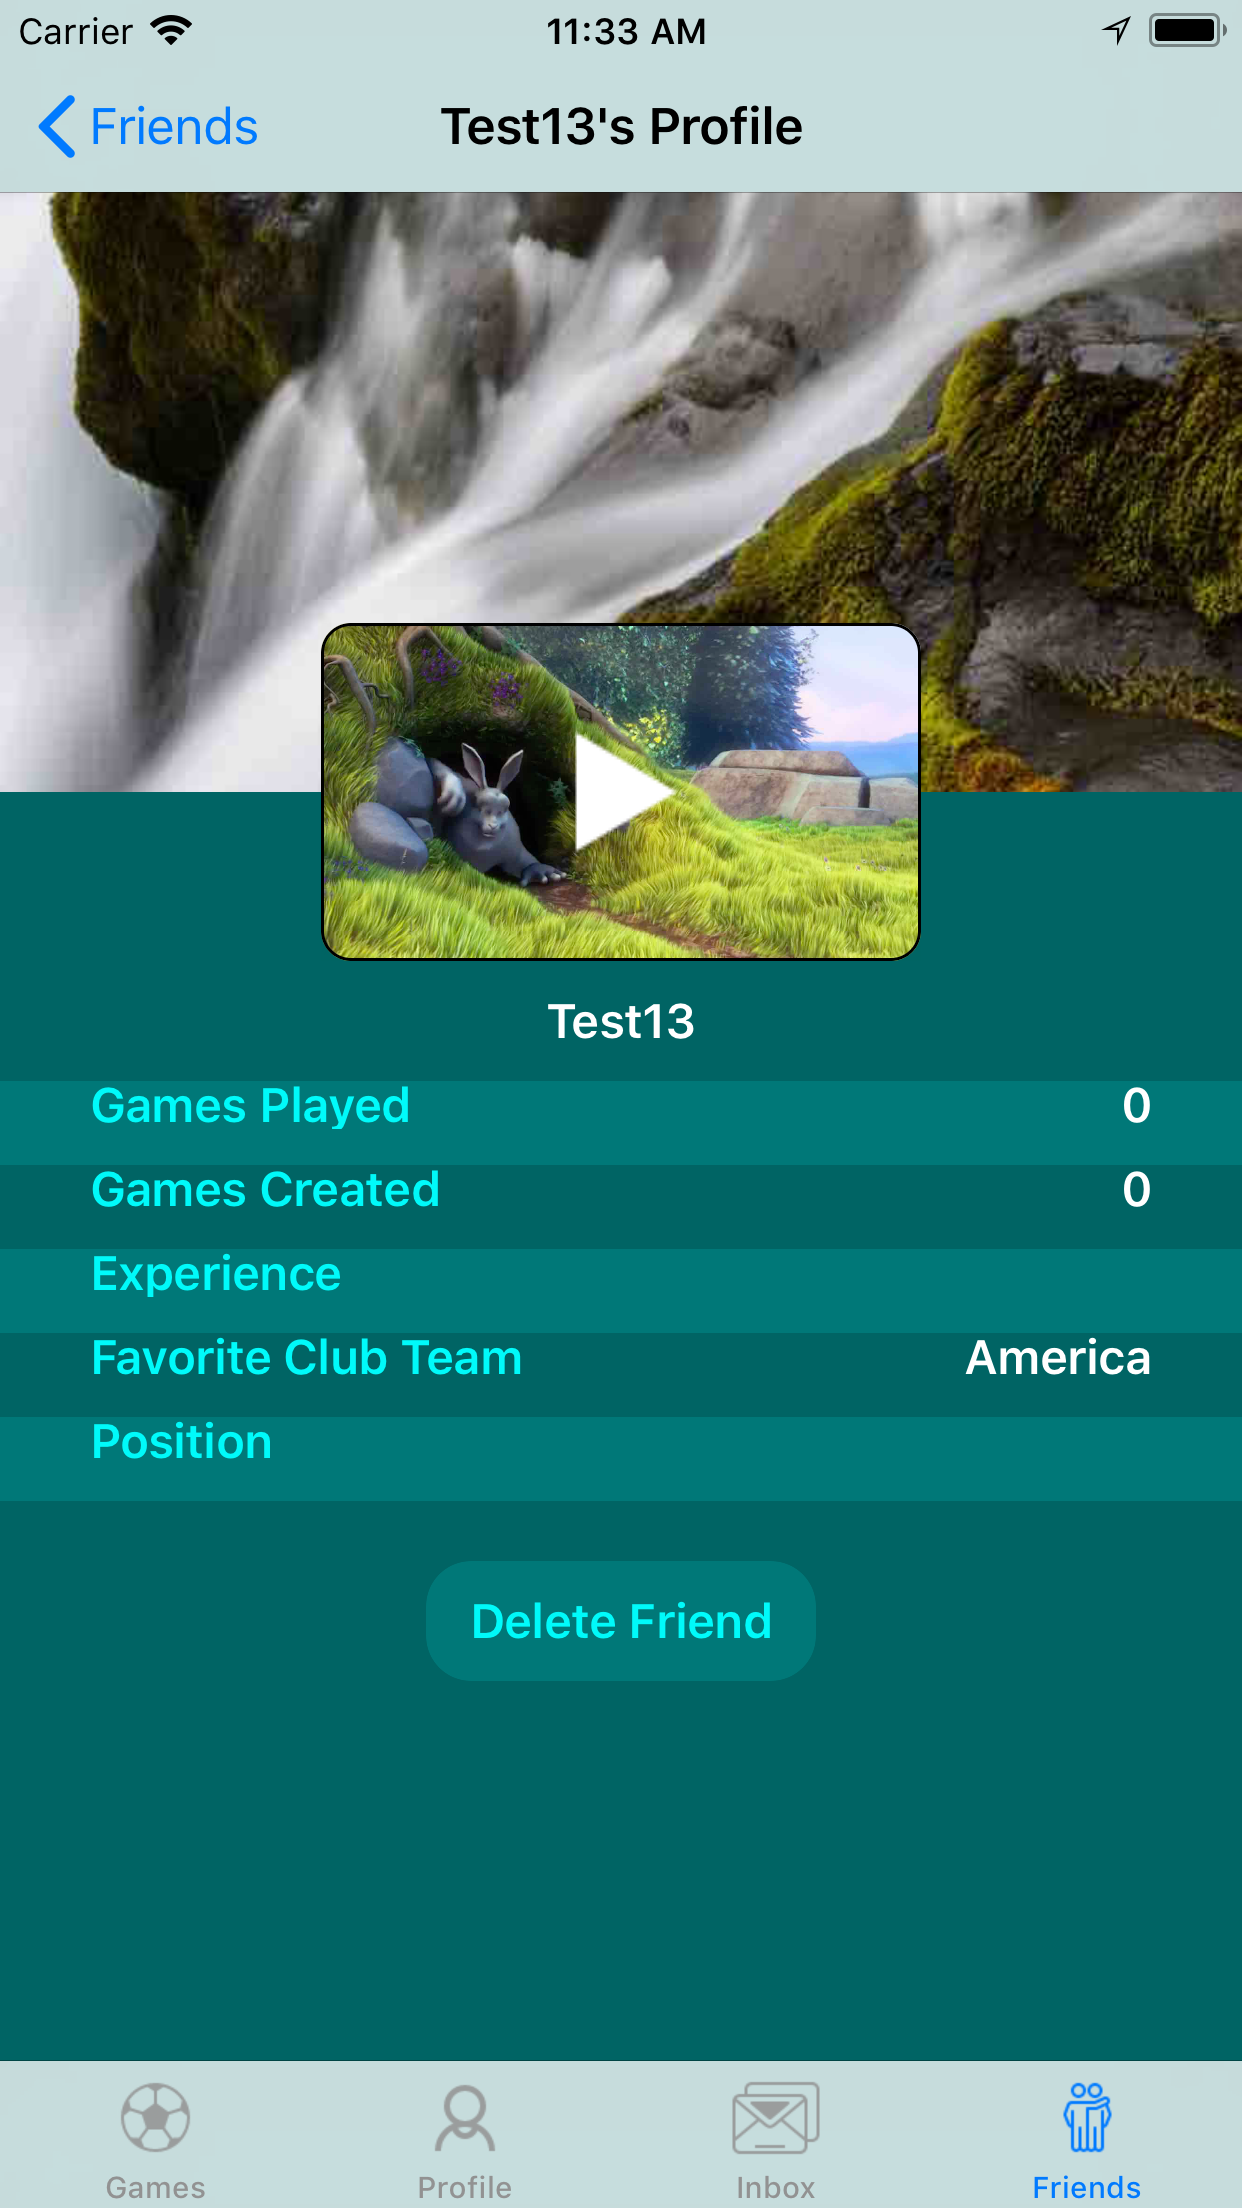 Carrier 11:33 AM
Friends Test13's Profile
Test13
Games Played 0
Games Created 0
Experience
Favorite Club Team America
Position
Delete Friend
Games Profile Inbox Friends